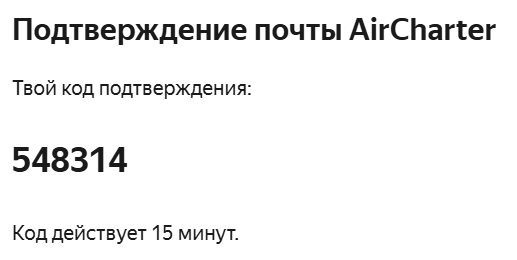 Подтверждение почты AirCharter
Твой код подтверждения:
548314
Код действует 15 минут.